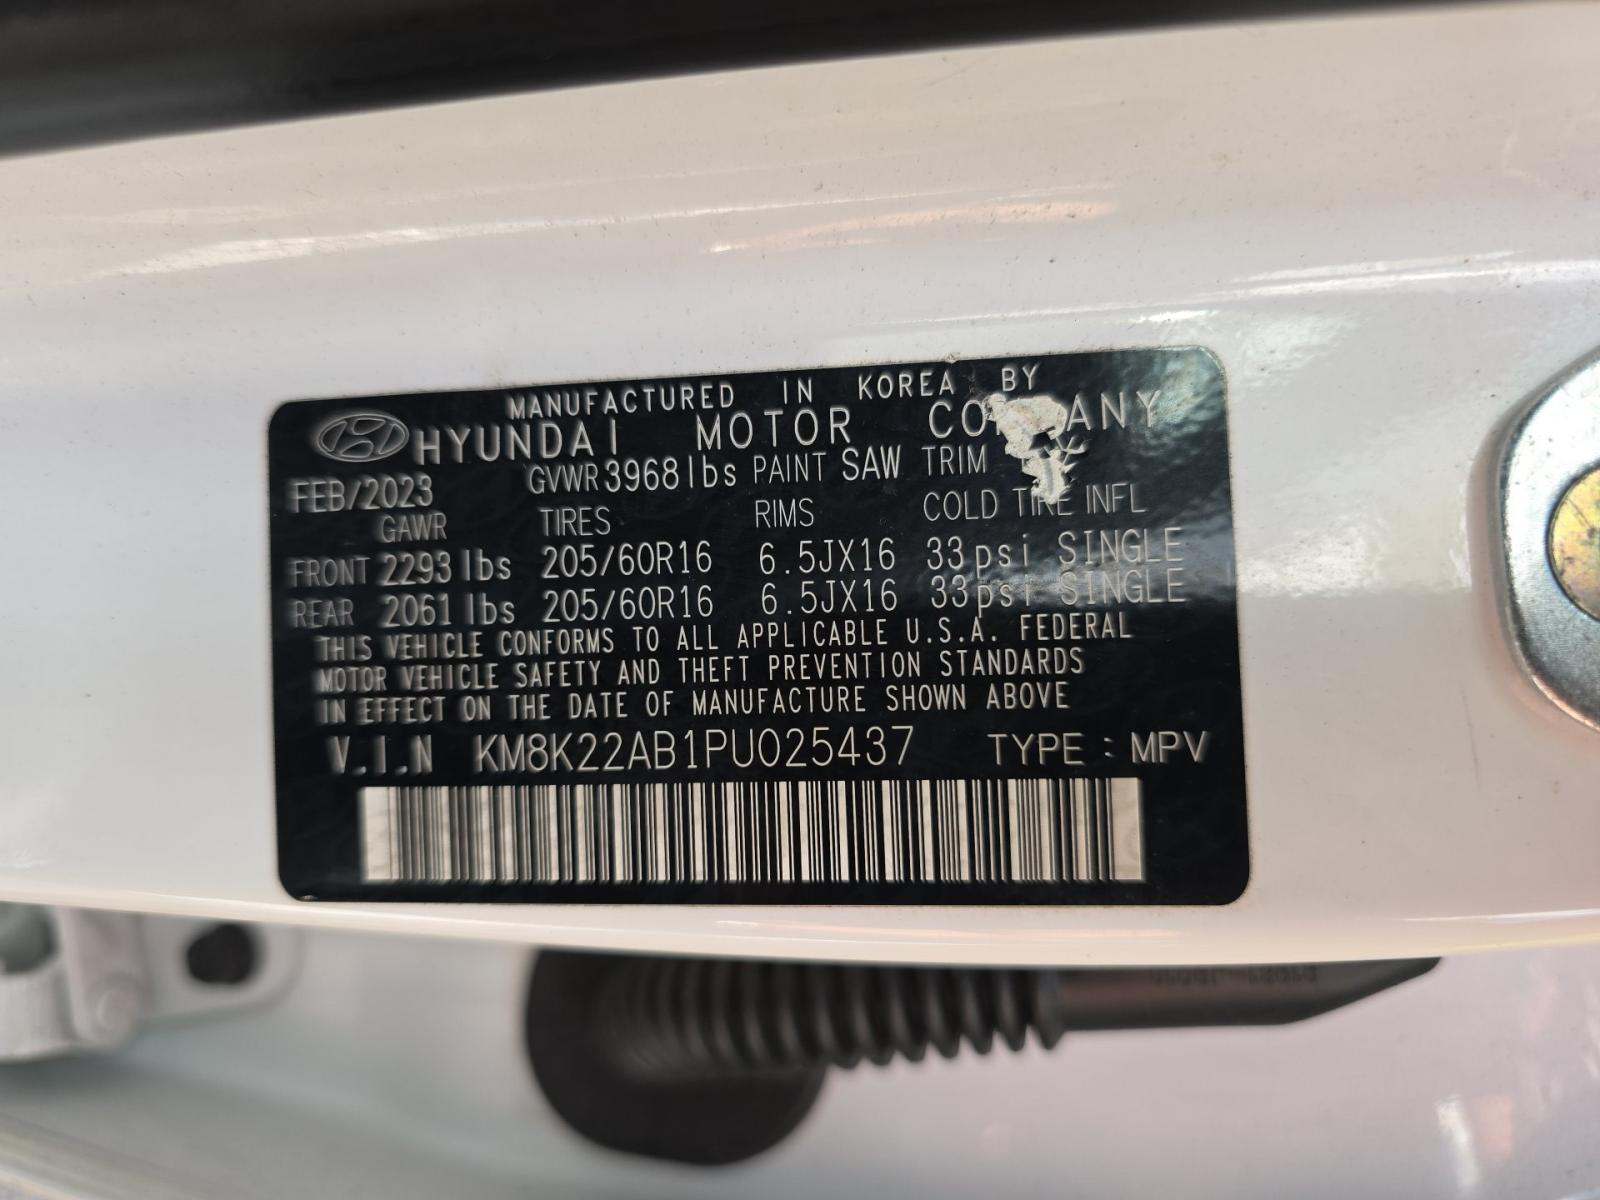 MANUFACTURED IN KOREA BY
HYUNDAI MOTOR COMPANY
FEB/2023 GVWR 3968lbs PAINT SAW TRIM
GAWR TIRES RIMS COLD TIRE INFL
FRONT 2293lbs 205/60R16 6.5JX16 33psi SINGLE
REAR 2061lbs 205/60R16 6.5JX16 33psi SINGLE
THIS VEHICLE CONFORMS TO ALL APPLICABLE U.S.A. FEDERAL
MOTOR VEHICLE SAFETY AND THEFT PREVENTION STANDARDS
IN EFFECT ON THE DATE OF MANUFACTURE SHOWN ABOVE
V.I.N KM8K22AB1PU025437 TYPE : MPV